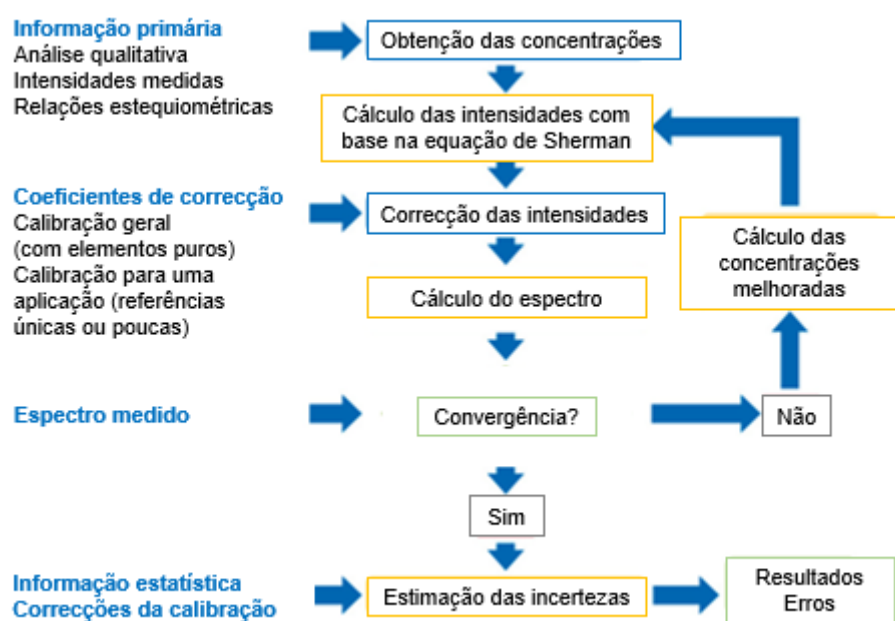 Informação primária
Análise qualitativa
Intensidades medidas
Relações estequiométricas
Obtenção das concentrações
Cálculo das intensidades com
base na equação de Sherman
Coeficientes de correcção
Calibração geral
(com elementos puros)
Calibração para uma
aplicação (referências
únicas ou poucas)
Correcção das intensidades
Cálculo do espectro
Cálculo das
concentrações
melhoradas
Espectro medido
Convergência?
Não
Sim
Informação estatística
Correcções da calibração
Estimação das incertezas
Resultados
Erros